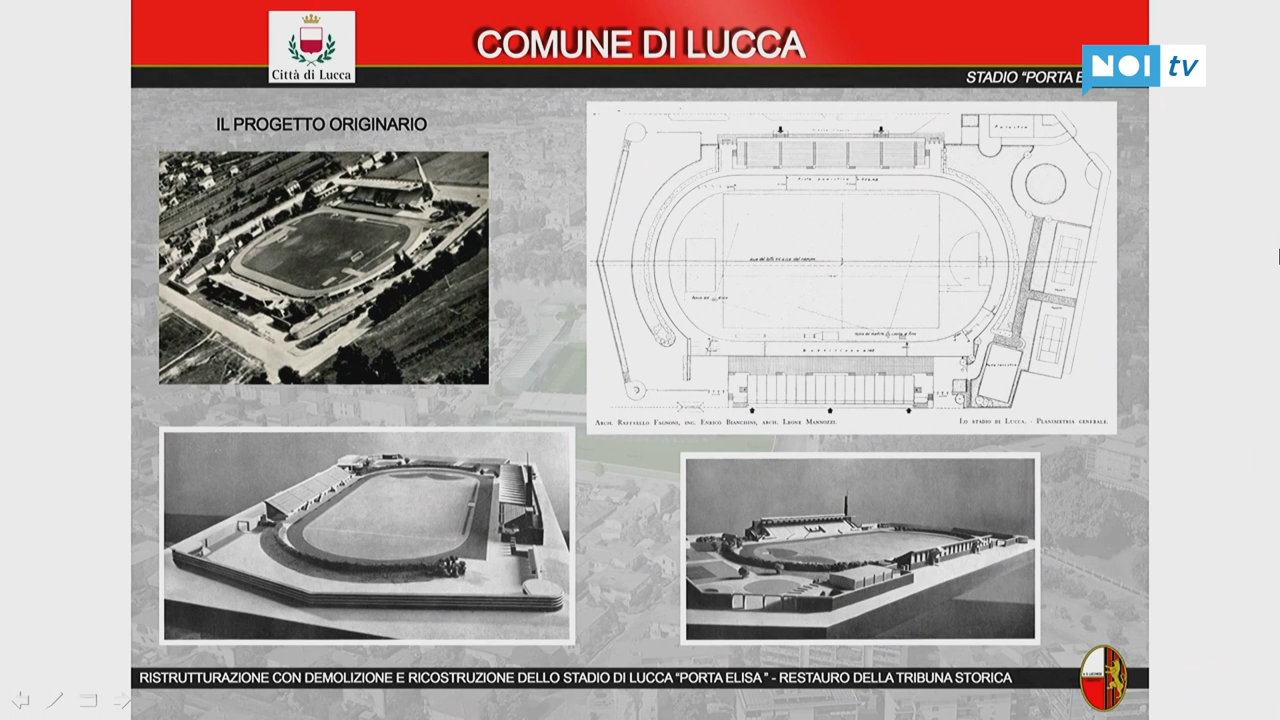 COMUNE DI LUCCA
Città di Lucca
STADIO "PORTA E
NOI tv
IL PROGETTO ORIGINARIO
Arch. Raffaello Fagnoni, ing. Enrico Bianchini, arch. Leone Mannozzi.
Lo stadio di Lucca. - Planimetria generale.
RISTRUTTURAZIONE CON DEMOLIZIONE E RICOSTRUZIONE DELLO STADIO DI LUCCA "PORTA ELISA" - RESTAURO DELLA TRIBUNA STORICA